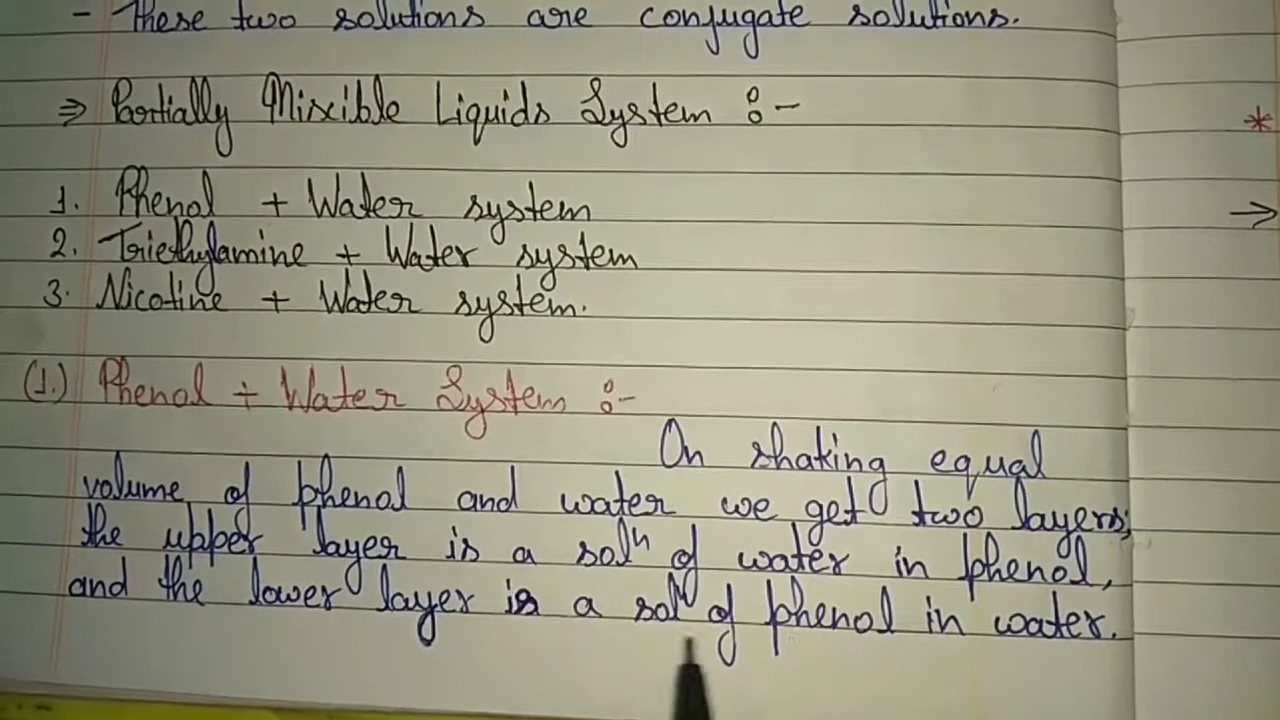 - These two solutions are conjugate solutions.
⇒ Partially Mixcible Liquids System :-
1. Phenol + Water system
2. Triethylamine + Water system
3. Nicotine + Water system.
(1.) Phenol + Water System :-
On shaking equal
volume of phenol and water we get two layers,
the upper layer is a solⁿ of water in phenol,
and the lower layer is a solⁿ of phenol in water.
*
→